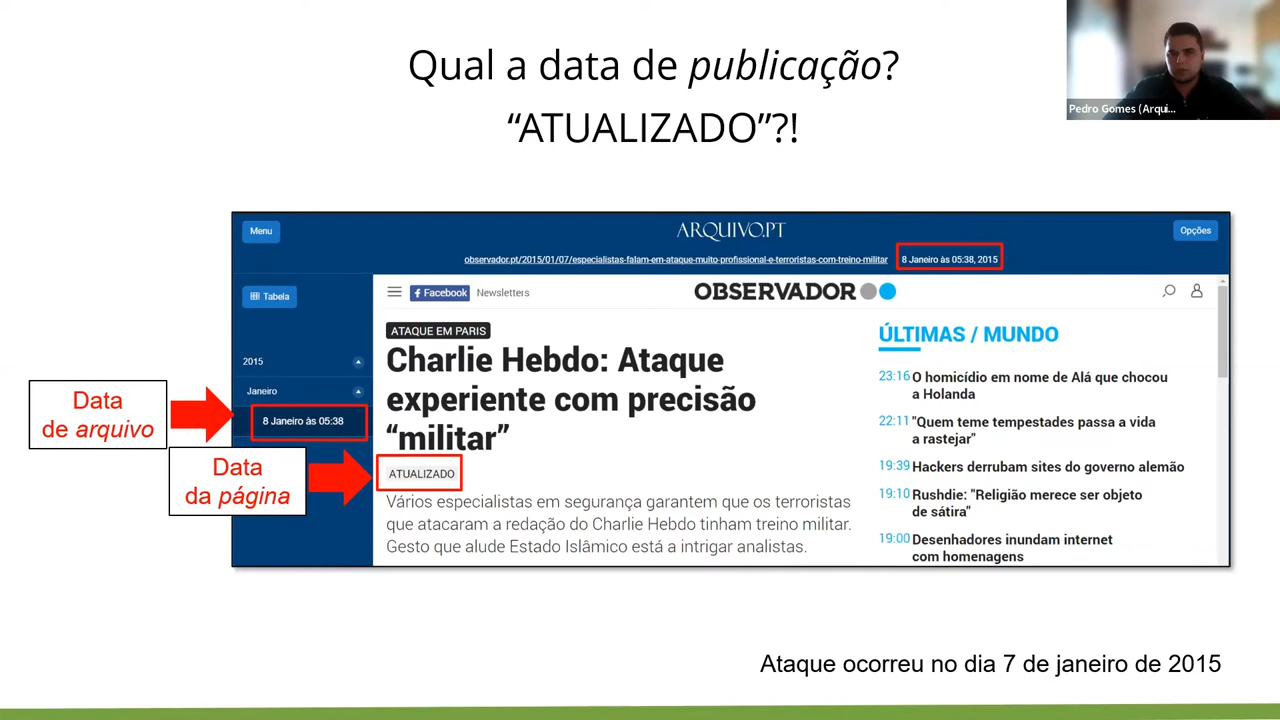 Qual a data de publicação?
“ATUALIZADO”?!
Pedro Gomes (Arqui...
Menu
ARQUIVO.PT
Opções
observador.pt/2015/01/07/especialistas-falam-em-ataque-muito-profissional-e-terroristas-com-treino-militar
8 Janeiro às 05:38, 2015
Tabela
2015
Janeiro
8 Janeiro às 05:38
Data
de arquivo
Data
da página
f Facebook
Newsletters
OBSERVADOR
ATAQUE EM PARIS
Charlie Hebdo: Ataque
experiente com precisão
“militar”
ATUALIZADO
Vários especialistas em segurança garantem que os terroristas
que atacaram a redação do Charlie Hebdo tinham treino militar.
Gesto que alude Estado Islâmico está a intrigar analistas.
ÚLTIMAS / MUNDO
23:16 O homicídio em nome de Alá que chocou
a Holanda
22:11 "Quem teme tempestades passa a vida
a rastejar"
19:39 Hackers derrubam sites do governo alemão
19:10 Rushdie: "Religião merece ser objeto
de sátira"
19:00 Desenhadores inundam internet
com homenagens
Ataque ocorreu no dia 7 de janeiro de 2015